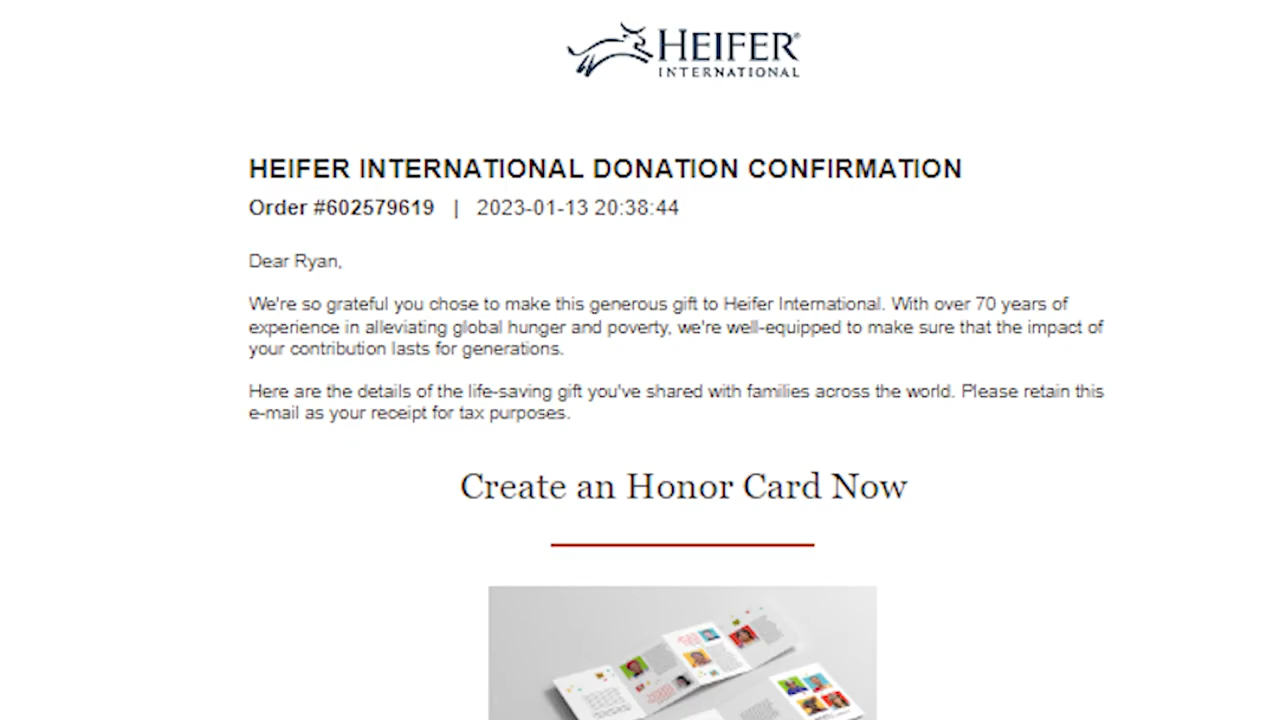 HEIFER®
INTERNATIONAL
HEIFER INTERNATIONAL DONATION CONFIRMATION
Order #602579619 | 2023-01-13 20:38:44
Dear Ryan,
We're so grateful you chose to make this generous gift to Heifer International. With over 70 years of
experience in alleviating global hunger and poverty, we're well-equipped to make sure that the impact of
your contribution lasts for generations.
Here are the details of the life-saving gift you've shared with families across the world. Please retain this
e-mail as your receipt for tax purposes.
Create an Honor Card Now